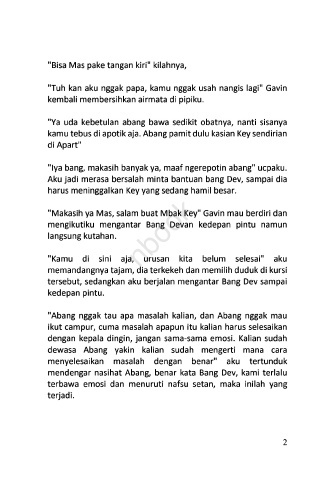 "Bisa Mas pake tangan kiri" kilahnya,
"Tuh kan aku nggak papa, kamu nggak usah nangis lagi" Gavin
kembali membersihkan airmata di pipiku.
"Ya uda kebetulan abang bawa sedikit obatnya, nanti sisanya
kamu tebus di apotik aja. Abang pamit dulu kasian Key sendirian
di Apart"
"Iya bang, makasih banyak ya, maaf ngerepotin abang" ucpaku.
Aku jadi merasa bersalah minta bantuan bang Dev, sampai dia
harus meninggalkan Key yang sedang hamil besar.
"Makasih ya Mas, salam buat Mbak Key" Gavin mau berdiri dan
mengikutiku mengantar Bang Devan kedepan pintu namun
langsung kutahan.
"Kamu di sini aja, urusan kita belum selesai" aku
memandangnya tajam, dia terkekeh dan memilih duduk di kursi
tersebut, sedangkan aku berjalan mengantar Bang Dev sampai
kedepan pintu.
"Abang nggak tau apa masalah kalian, dan Abang nggak mau
ikut campur, cuma masalah apapun itu kalian harus selesaikan
dengan kepala dingin, jangan sama-sama emosi. Kalian sudah
dewasa Abang yakin kalian sudah mengerti mana cara
menyelesaikan masalah dengan benar" aku tertunduk
mendengar nasihat Abang, benar kata Bang Dev, kami terlalu
terbawa emosi dan menuruti nafsu setan, maka inilah yang
terjadi.
2